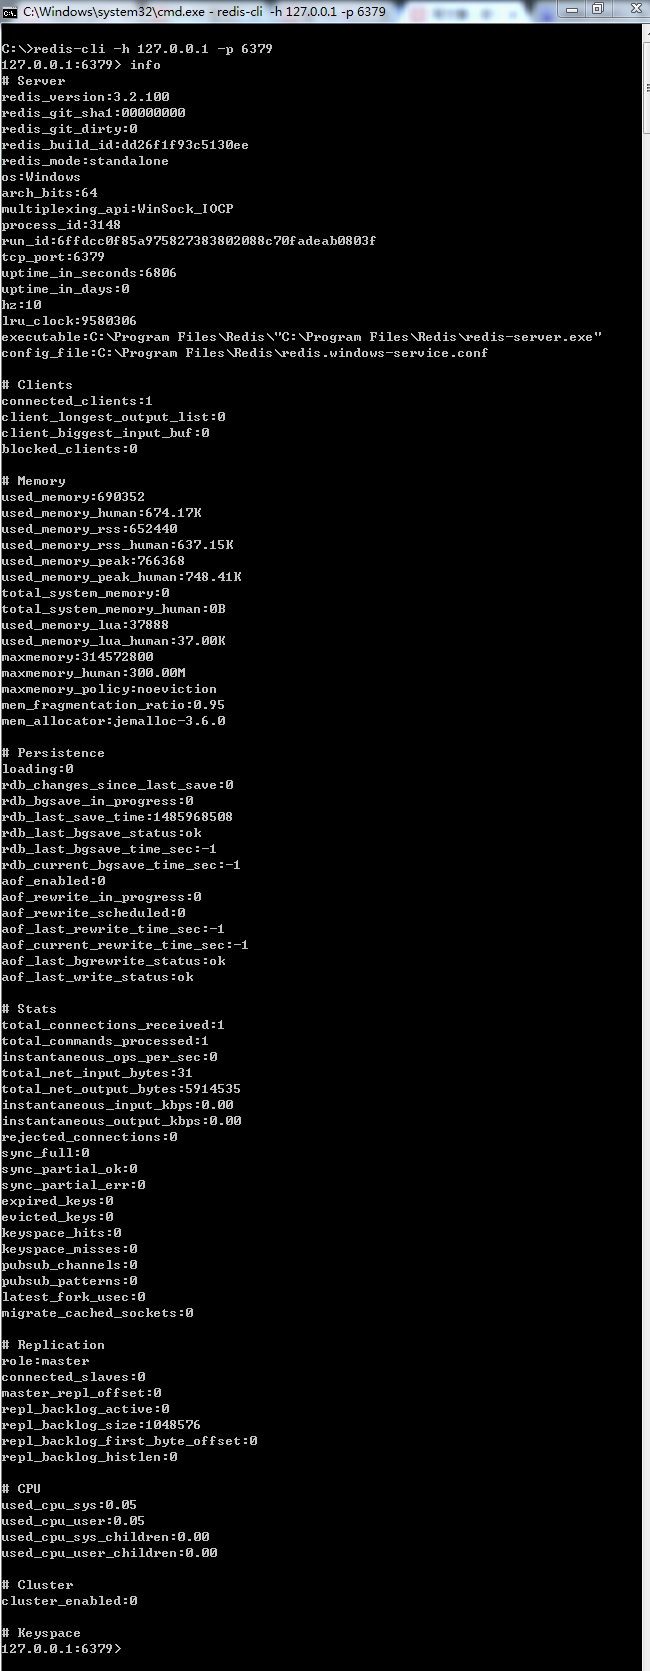 C:\Windows\system32\cmd.exe - redis-cli  -h 127.0.0.1 -p 6379
C:\>redis-cli -h 127.0.0.1 -p 6379
127.0.0.1:6379> info
# Server
redis_version:3.2.100
redis_git_sha1:00000000
redis_git_dirty:0
redis_build_id:dd26f1f93c5130ee
redis_mode:standalone
os:Windows
arch_bits:64
multiplexing_api:WinSock_IOCP
process_id:3148
run_id:6ffdcc0f85a975827383802088c70fadeab0803f
tcp_port:6379
uptime_in_seconds:6806
uptime_in_days:0
hz:10
lru_clock:9580306
executable:C:\Program Files\Redis\"C:\Program Files\Redis\redis-server.exe"
config_file:C:\Program Files\Redis\redis.windows-service.conf
# Clients
connected_clients:1
client_longest_output_list:0
client_biggest_input_buf:0
blocked_clients:0
# Memory
used_memory:690352
used_memory_human:674.17K
used_memory_rss:652440
used_memory_rss_human:637.15K
used_memory_peak:766368
used_memory_peak_human:748.41K
total_system_memory:0
total_system_memory_human:0B
used_memory_lua:37888
used_memory_lua_human:37.00K
maxmemory:314572800
maxmemory_human:300.00M
maxmemory_policy:noeviction
mem_fragmentation_ratio:0.95
mem_allocator:jemalloc-3.6.0
# Persistence
loading:0
rdb_changes_since_last_save:0
rdb_bgsave_in_progress:0
rdb_last_save_time:1485968508
rdb_last_bgsave_status:ok
rdb_last_bgsave_time_sec:-1
rdb_current_bgsave_time_sec:-1
aof_enabled:0
aof_rewrite_in_progress:0
aof_rewrite_scheduled:0
aof_last_rewrite_time_sec:-1
aof_current_rewrite_time_sec:-1
aof_last_bgrewrite_status:ok
aof_last_write_status:ok
# Stats
total_connections_received:1
total_commands_processed:1
instantaneous_ops_per_sec:0
total_net_input_bytes:31
total_net_output_bytes:5914535
instantaneous_input_kbps:0.00
instantaneous_output_kbps:0.00
rejected_connections:0
sync_full:0
sync_partial_ok:0
sync_partial_err:0
expired_keys:0
evicted_keys:0
keyspace_hits:0
keyspace_misses:0
pubsub_channels:0
pubsub_patterns:0
latest_fork_usec:0
migrate_cached_sockets:0
# Replication
role:master
connected_slaves:0
master_repl_offset:0
repl_backlog_active:0
repl_backlog_size:1048576
repl_backlog_first_byte_offset:0
repl_backlog_histlen:0
# CPU
used_cpu_sys:0.05
used_cpu_user:0.05
used_cpu_sys_children:0.00
used_cpu_user_children:0.00
# Cluster
cluster_enabled:0
# Keyspace
127.0.0.1:6379>